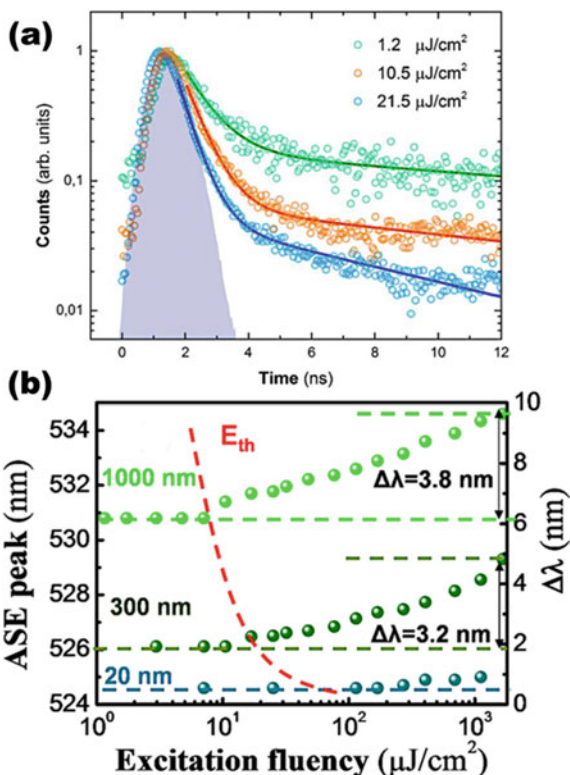 (a)
1.2 μJ/cm²
10.5 μJ/cm²
21.5 μJ/cm²
Counts (arb. units)
1
0,1
0,01
0 2 4 6 8 10 12
Time (ns)
(b)
ASE peak (nm)
534
532
530
528
526
524
10
8
6
4
2
0
Δλ (nm)
E_th
1000 nm
Δλ=3.8 nm
300 nm
Δλ=3.2 nm
20 nm
10⁰ 10¹ 10² 10³
Excitation fluency (μJ/cm²)